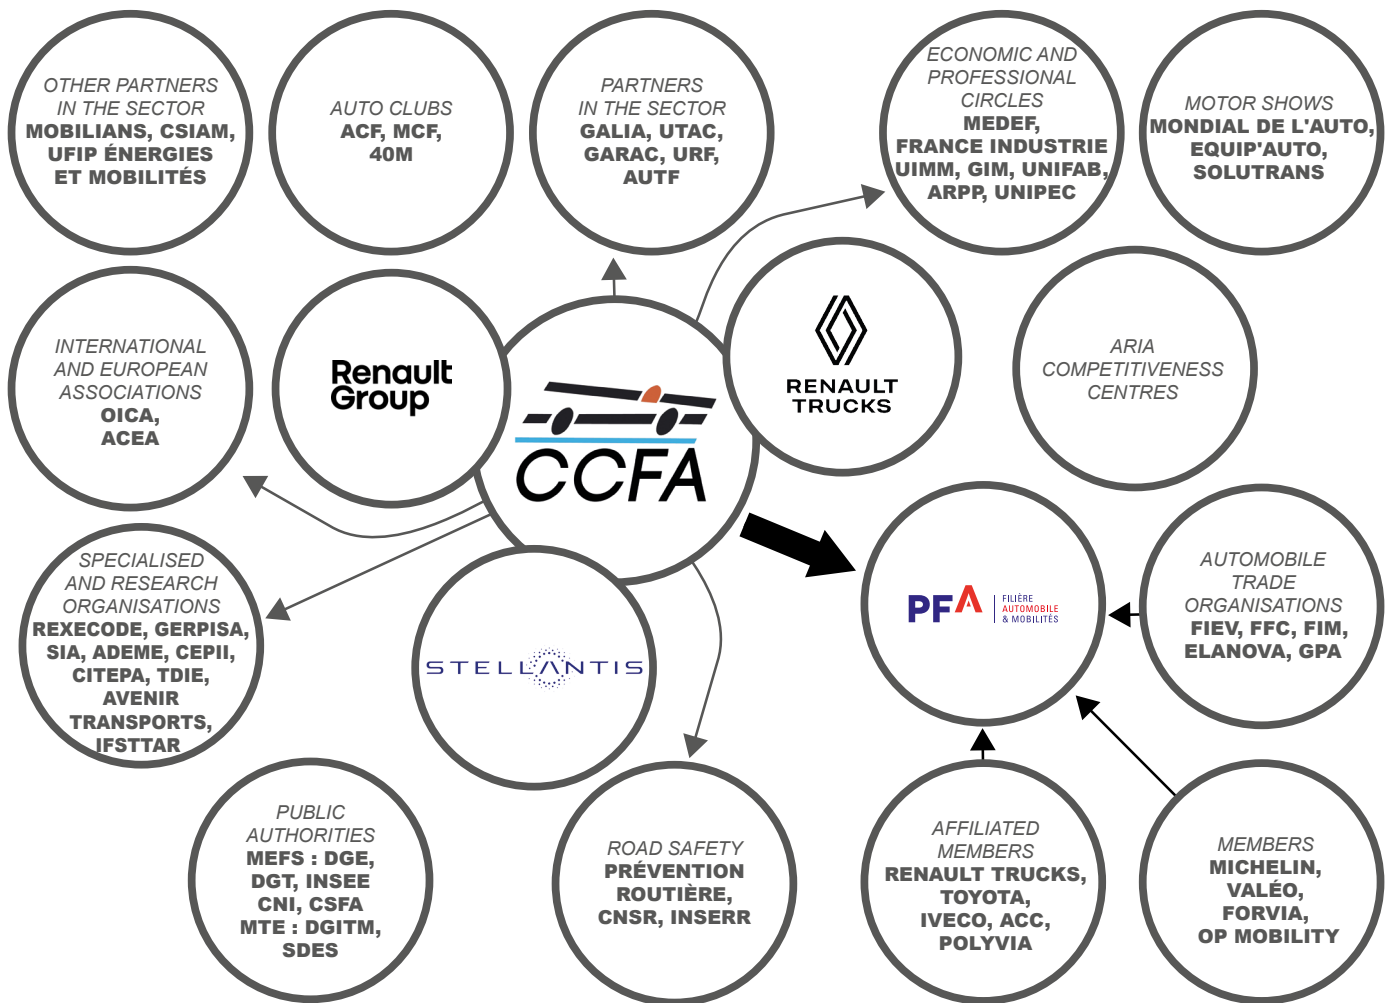 OTHER PARTNERS
IN THE SECTOR
MOBILIANS, CSIAM,
UFIP ÉNERGIES
ET MOBILITÉS
AUTO CLUBS
ACF, MCF,
40M
PARTNERS
IN THE SECTOR
GALIA, UTAC,
GARAC, URF,
AUTF
ECONOMIC AND
PROFESSIONAL
CIRCLES
MEDEF,
FRANCE INDUSTRIE
UIMM, GIM, UNIFAB,
ARPP, UNIPEC
MOTOR SHOWS
MONDIAL DE L'AUTO,
EQUIP'AUTO,
SOLUTRANS
INTERNATIONAL
AND EUROPEAN
ASSOCIATIONS
OICA,
ACEA
Renault
Group
CCFA
RENAULT
TRUCKS
ARIA
COMPETITIVENESS
CENTRES
SPECIALISED
AND RESEARCH
ORGANISATIONS
REXECODE, GERPISA,
SIA, ADEME, CEPII,
CITEPA, TDIE,
AVENIR
TRANSPORTS,
IFSTTAR
STELLANTIS
PFA
FILIÈRE
AUTOMOBILE
& MOBILITÉS
AUTOMOBILE
TRADE
ORGANISATIONS
FIEV, FFC, FIM,
ELANOVA, GPA
PUBLIC
AUTHORITIES
MEFS : DGE,
DGT, INSEE
CNI, CSFA
MTE : DGITM,
SDES
ROAD SAFETY
PRÉVENTION
ROUTIÈRE,
CNSR, INSERR
AFFILIATED
MEMBERS
RENAULT TRUCKS,
TOYOTA,
IVECO, ACC,
POLYVIA
MEMBERS
MICHELIN,
VALÉO,
FORVIA,
OP MOBILITY